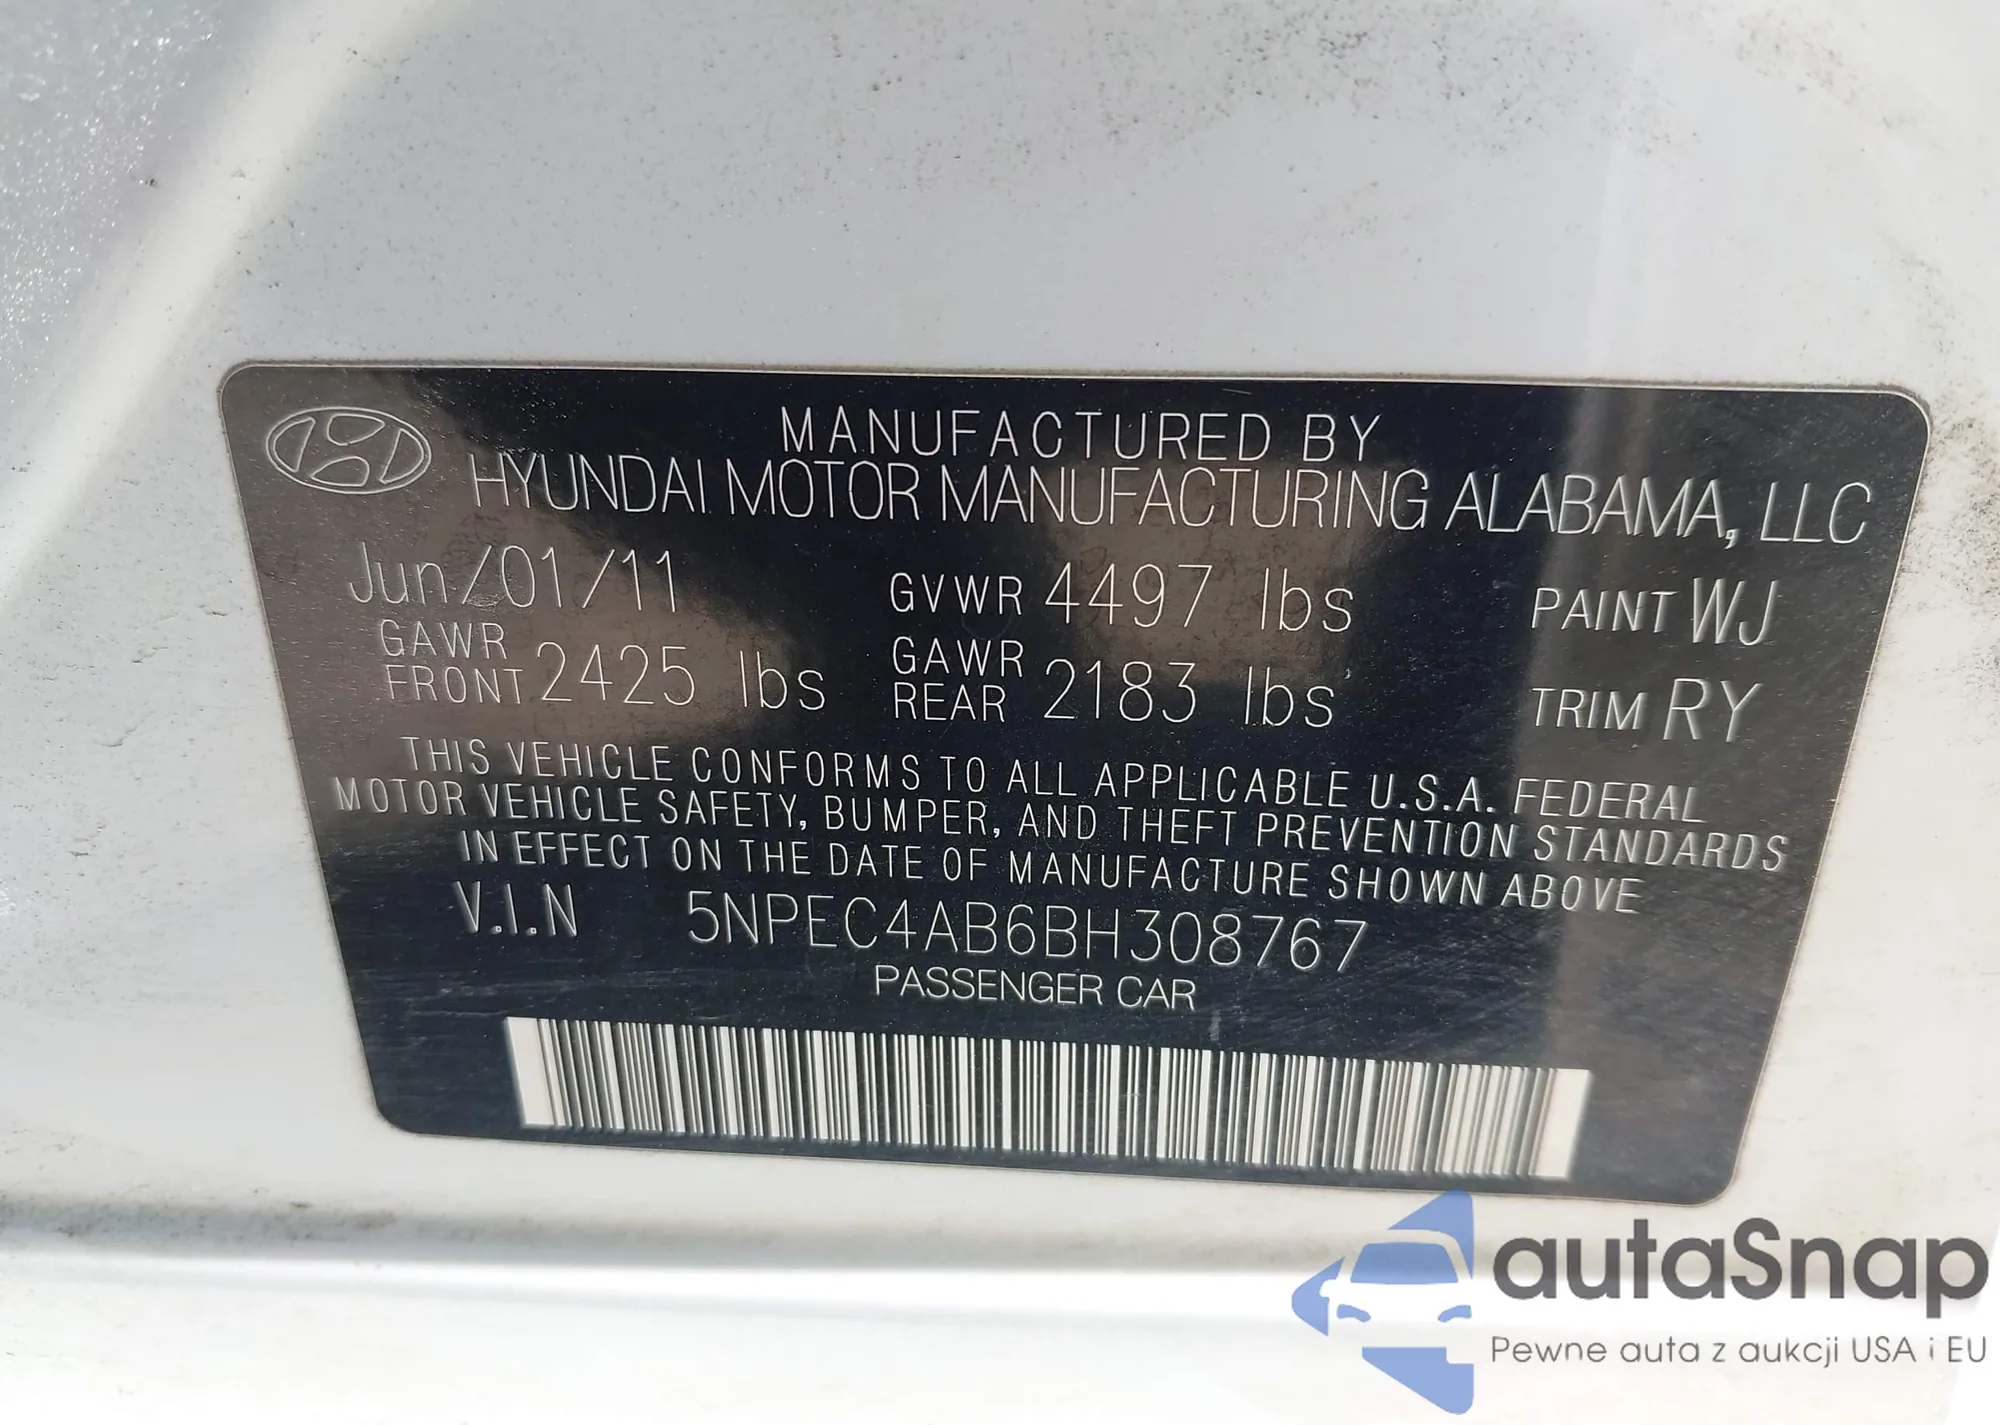 MANUFACTURED BY
HYUNDAI MOTOR MANUFACTURING ALABAMA, LLC
Jun/01/11 GVWR 4497 lbs PAINT WJ
GAWR FRONT 2425 lbs GAWR REAR 2183 lbs TRIM RY
THIS VEHICLE CONFORMS TO ALL APPLICABLE U.S.A. FEDERAL
MOTOR VEHICLE SAFETY, BUMPER, AND THEFT PREVENTION STANDARDS
IN EFFECT ON THE DATE OF MANUFACTURE SHOWN ABOVE
V.I.N 5NPEC4AB6BH308767
PASSENGER CAR
autaSnap
Pewne auta z aukcji USA i EU